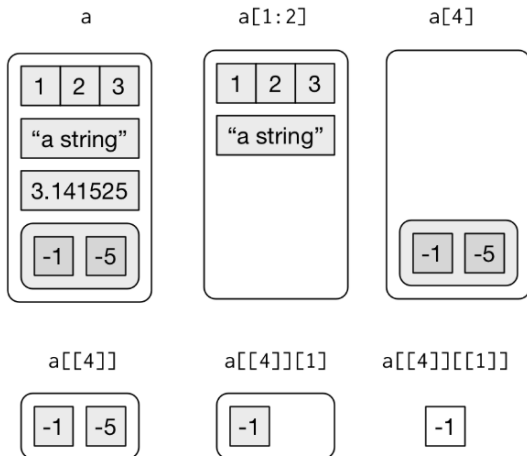 a a[1:2] a[4]
1 2 3 1 2 3
“a string” “a string”
3.141525
-1 -5 -1 -5
a[[4]] a[[4]][1] a[[4]][[1]]
-1 -5 -1 -1